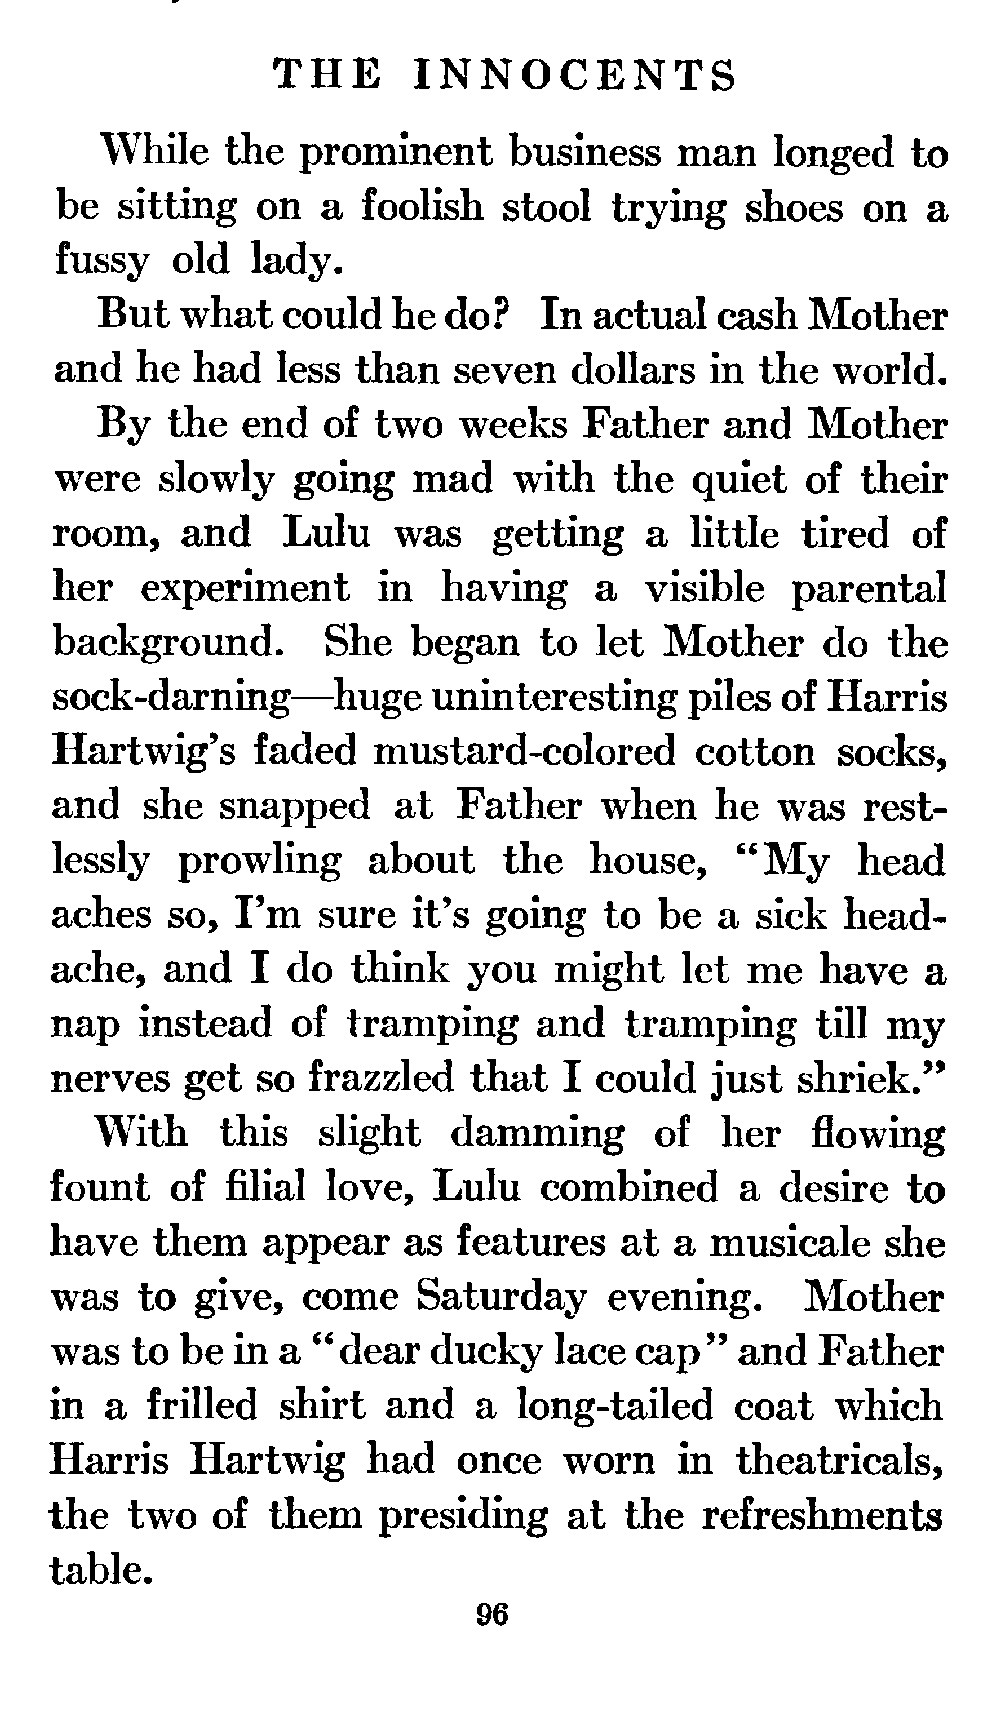 THE INNOCENTS
While the prominent business man longed to
be sitting on a foolish stool trying shoes on a
fussy old lady.
But what could he do? In actual cash Mother
and he had less than seven dollars in the world.
By the end of two weeks Father and Mother
were slowly going mad with the quiet of their
room, and Lulu was getting a little tired of
her experiment in having a visible parental
background. She began to let Mother do the
sock-darning—huge uninteresting piles of Harris
Hartwig's faded mustard-colored cotton socks,
and she snapped at Father when he was rest-
lessly prowling about the house, "My head
aches so, I'm sure it's going to be a sick head-
ache, and I do think you might let me have a
nap instead of tramping and tramping till my
nerves get so frazzled that I could just shriek."
With this slight damming of her flowing
fount of filial love, Lulu combined a desire to
have them appear as features at a musicale she
was to give, come Saturday evening. Mother
was to be in a "dear ducky lace cap" and Father
in a frilled shirt and a long-tailed coat which
Harris Hartwig had once worn in theatricals,
the two of them presiding at the refreshments
table.
96